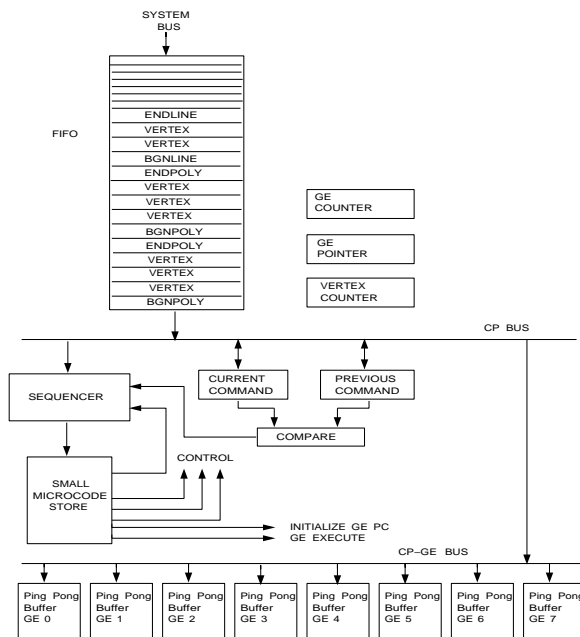 SYSTEM
BUS
FIFO
ENDLINE
VERTEX
VERTEX
BGNLINE
ENDPOLY
VERTEX
VERTEX
VERTEX
BGNPOLY
ENDPOLY
VERTEX
VERTEX
VERTEX
BGNPOLY
GE
COUNTER
GE
POINTER
VERTEX
COUNTER
CP BUS
SEQUENCER
CURRENT
COMMAND
PREVIOUS
COMMAND
COMPARE
CONTROL
SMALL
MICROCODE
STORE
INITIALIZE GE PC
GE EXECUTE
CP–GE BUS
Ping Pong
Buffer
GE 0
Ping Pong
Buffer
GE 1
Ping Pong
Buffer
GE 2
Ping Pong
Buffer
GE 3
Ping Pong
Buffer
GE 4
Ping Pong
Buffer
GE 5
Ping Pong
Buffer
GE 6
Ping Pong
Buffer
GE 7